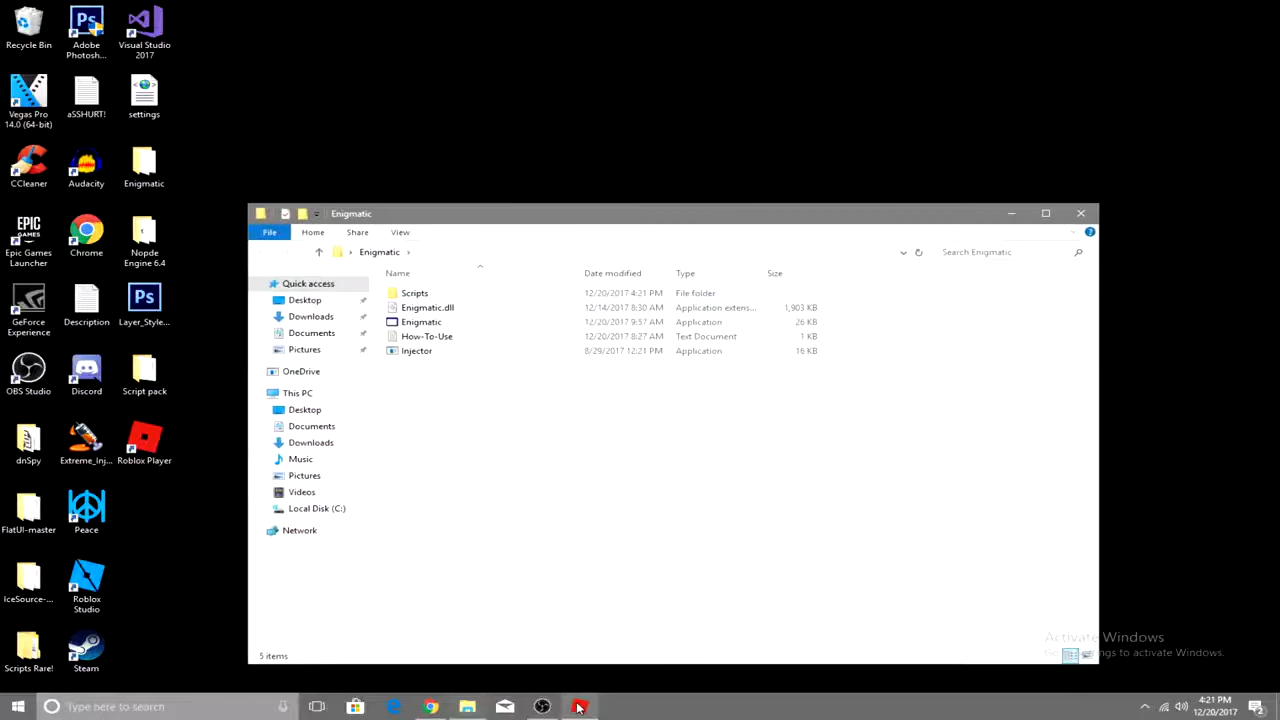 Recycle Bin
Adobe Photosh...
Visual Studio 2017
Vegas Pro 14.0 (64-bit)
aSSHURT!
settings
CCleaner
Audacity
Enigmatic
Epic Games Launcher
Chrome
Nopde Engine 6.4
GeForce Experience
Description
Layer_Style...
OBS Studio
Discord
Script pack
dnSpy
Extreme_Inj...
Roblox Player
FlatUI-master
Peace
IceSource-...
Roblox Studio
Scripts Rare!
Steam
Enigmatic
File Home Share View
Enigmatic
Search Enigmatic
Name Date modified Type Size
Scripts 12/20/2017 4:21 PM File folder
Enigmatic.dll 12/14/2017 8:30 AM Application extens... 1,903 KB
Enigmatic 12/20/2017 9:57 AM Application 26 KB
How-To-Use 12/20/2017 8:27 AM Text Document 1 KB
Injector 8/29/2017 12:21 PM Application 16 KB
Quick access
Desktop
Downloads
Documents
Pictures
OneDrive
This PC
Desktop
Documents
Downloads
Music
Pictures
Videos
Local Disk (C:)
Network
5 items
Activate Windows
to activate Windows.
Type here to search
4:21 PM
12/20/2017